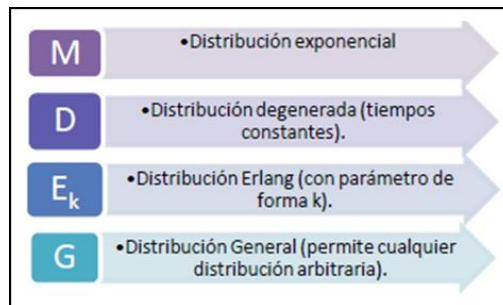 M
•Distribución exponencial
D
•Distribución degenerada (tiempos
constantes).
Ek
•Distribución Erlang (con parámetro de
forma k).
G
•Distribución General (permite cualquier
distribución arbitraria).